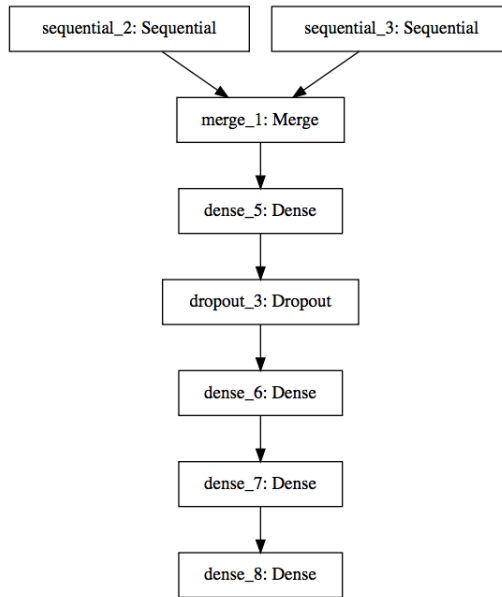 sequential_2: Sequential
sequential_3: Sequential
merge_1: Merge
dense_5: Dense
dropout_3: Dropout
dense_6: Dense
dense_7: Dense
dense_8: Dense